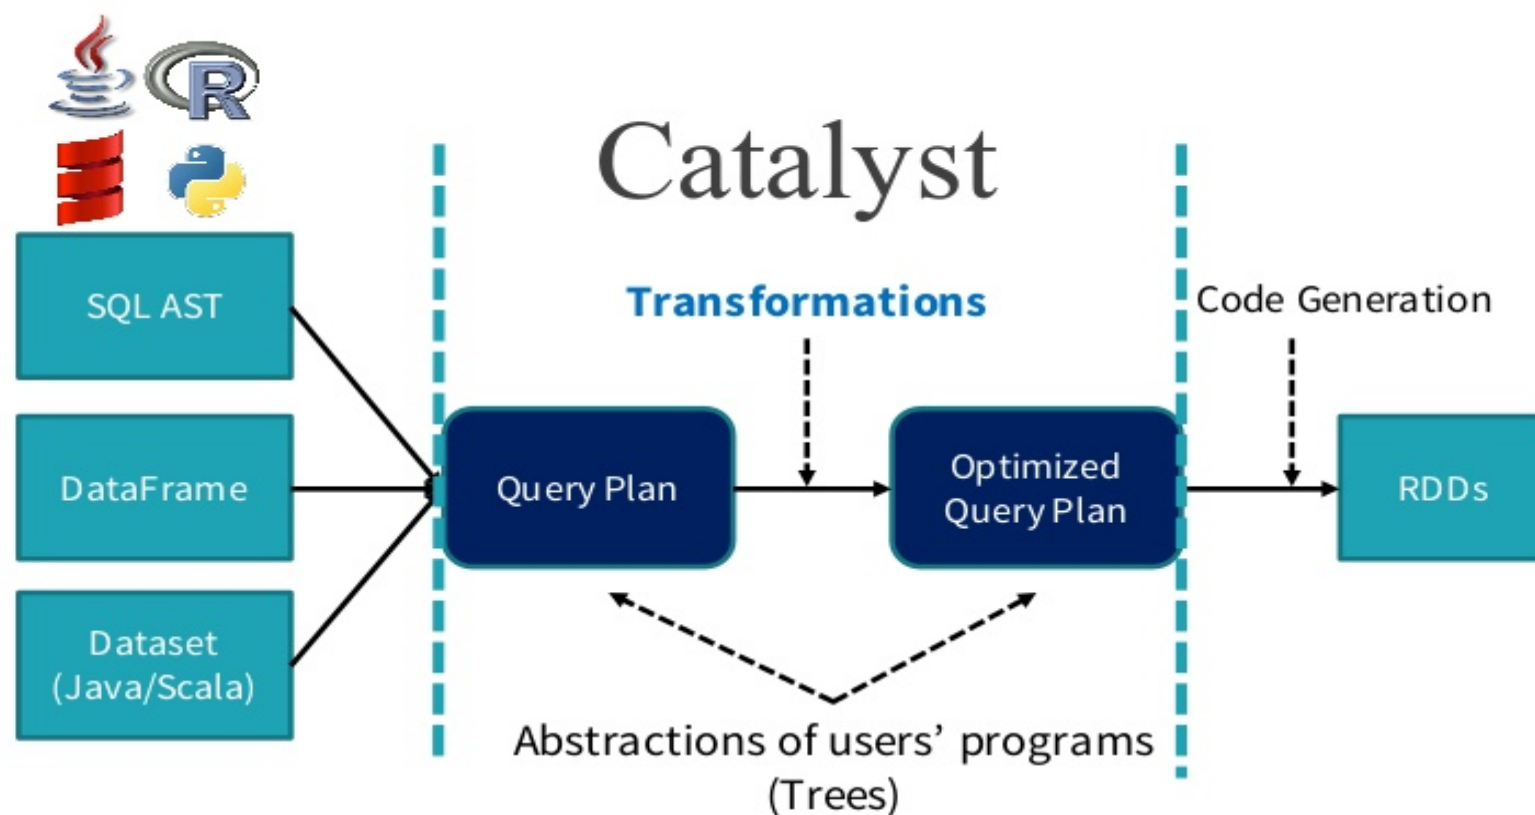 R
Catalyst
SQL AST
Transformations
Code Generation
DataFrame
Query Plan
Optimized
Query Plan
RDDs
Dataset
(Java/Scala)
Abstractions of users’ programs
(Trees)